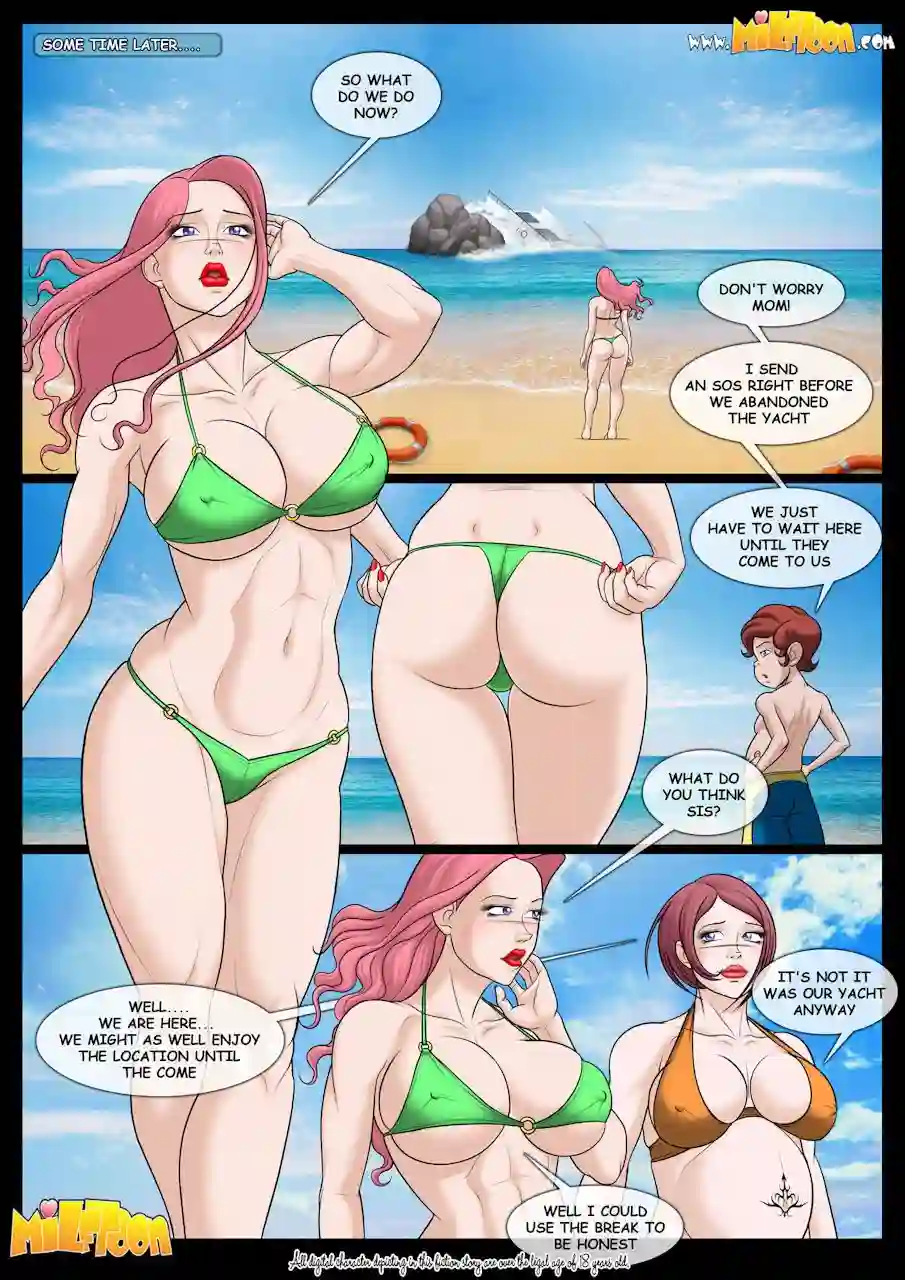 SOME TIME LATER....
www.MILFTOON.COM
SO WHAT
DO WE DO
NOW?
DON'T WORRY
MOM!
I SEND
AN SOS RIGHT BEFORE
WE ABANDONED
THE YACHT
WE JUST
HAVE TO WAIT HERE
UNTIL THEY
COME TO US
WHAT DO
YOU THINK
SIS?
IT'S NOT IT
WAS OUR YACHT
ANYWAY
WELL....
WE ARE HERE...
WE MIGHT AS WELL ENJOY
THE LOCATION UNTIL
THE COME
WELL I COULD
USE THE BREAK TO
BE HONEST
MILFTOON
All digital character depicting in this fiction story are over the legal age of 18 years old.